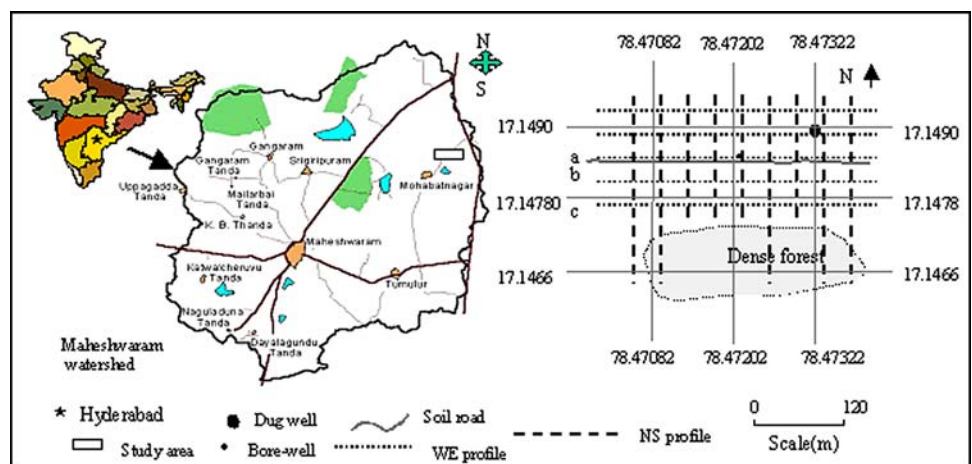 N
S
Gangaram
Gangaram
Tanda
Srigiripuram
Mohabatnagar
Uppagadda
Tanda
Mallarbai
Tanda
K. B. Thanda
Maheshwaram
Katwalcheruvu
Tanda
Tumulur
Naguladuna
Tanda
Dayalagundu
Tanda
Maheshwaram
watershed
78.47082 78.47202 78.47322
N
17.1490 17.1490
a
b
17.14780 17.1478
c
Dense forest
17.1466 17.1466
78.47082 78.47202 78.47322
Hyderabad
Dug well
Soil road
0 120
NS profile
Study area
Bore-well
WE profile
Scale(m)